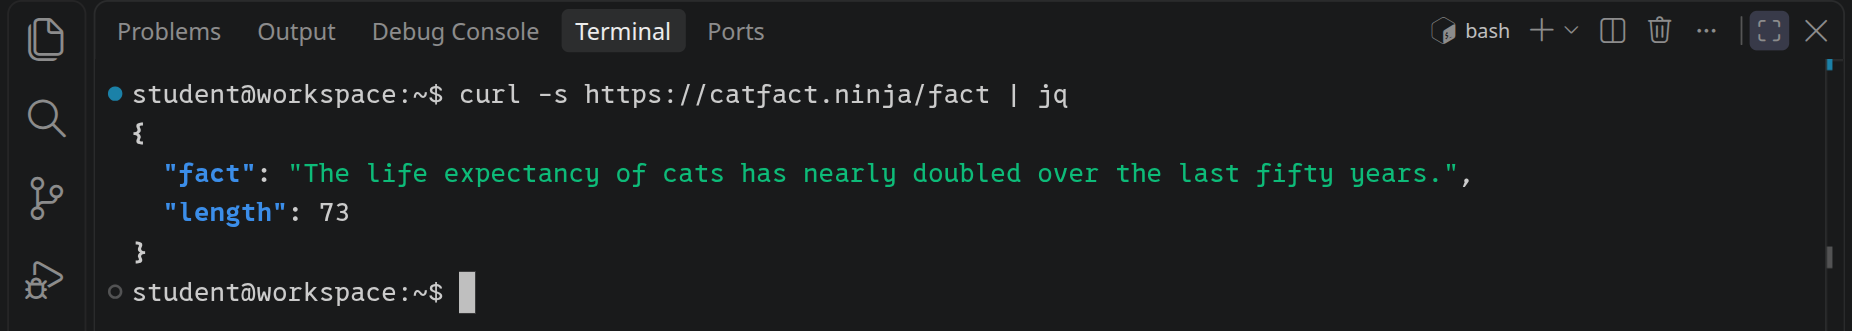 Problems Output Debug Console Terminal Ports bash
student@workspace:~$ curl -s https://catfact.ninja/fact | jq
{
  "fact": "The life expectancy of cats has nearly doubled over the last fifty years.",
  "length": 73
}
student@workspace:~$